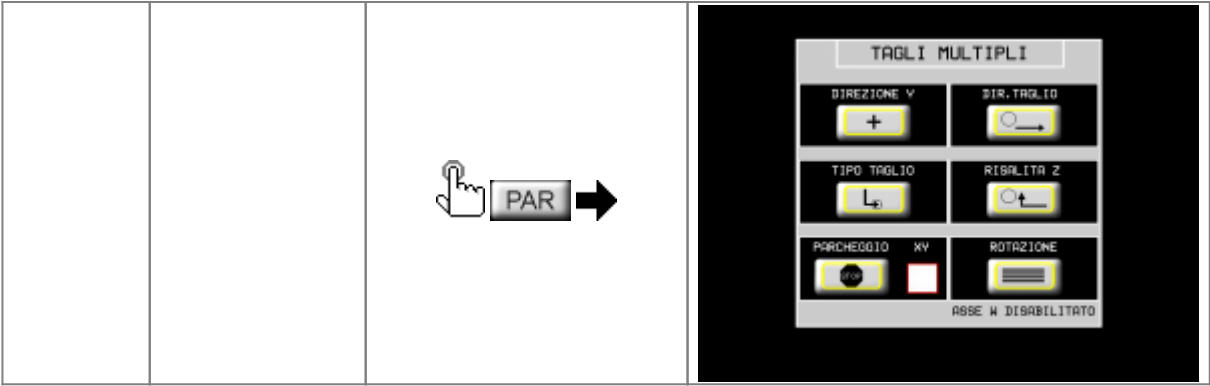 PAR
TAGLI MULTIPLI
DIREZIONE Y DIR.TAGLIO
TIPO TAGLIO RISALITA Z
PARCHEGGIO XY ROTAZIONE
STOP
ASSE W DISABILITATO